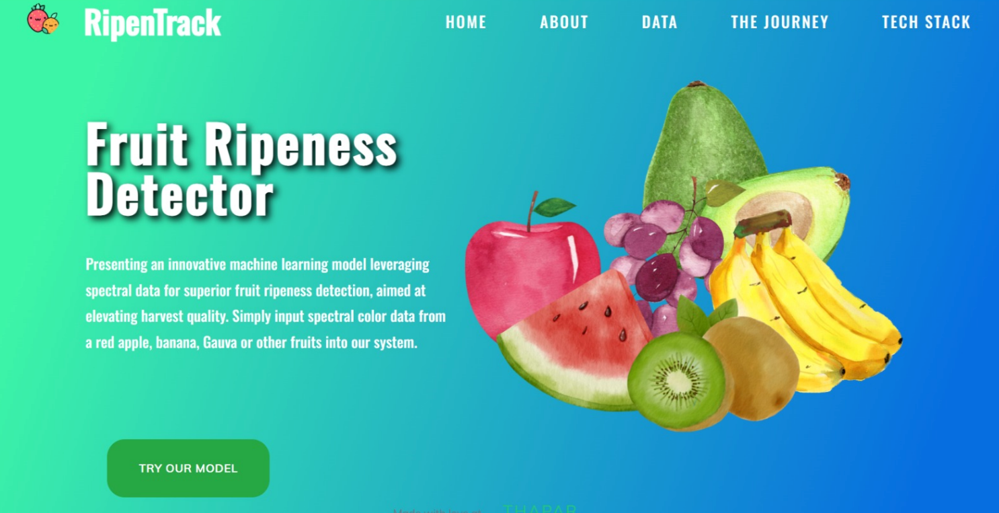 RipenTrack
HOME ABOUT DATA THE JOURNEY TECH STACK
Fruit Ripeness
Detector
Presenting an innovative machine learning model leveraging
spectral data for superior fruit ripeness detection, aimed at
elevating harvest quality. Simply input spectral color data from
a red apple, banana, Gauva or other fruits into our system.
TRY OUR MODEL
Made with love at THAPAR